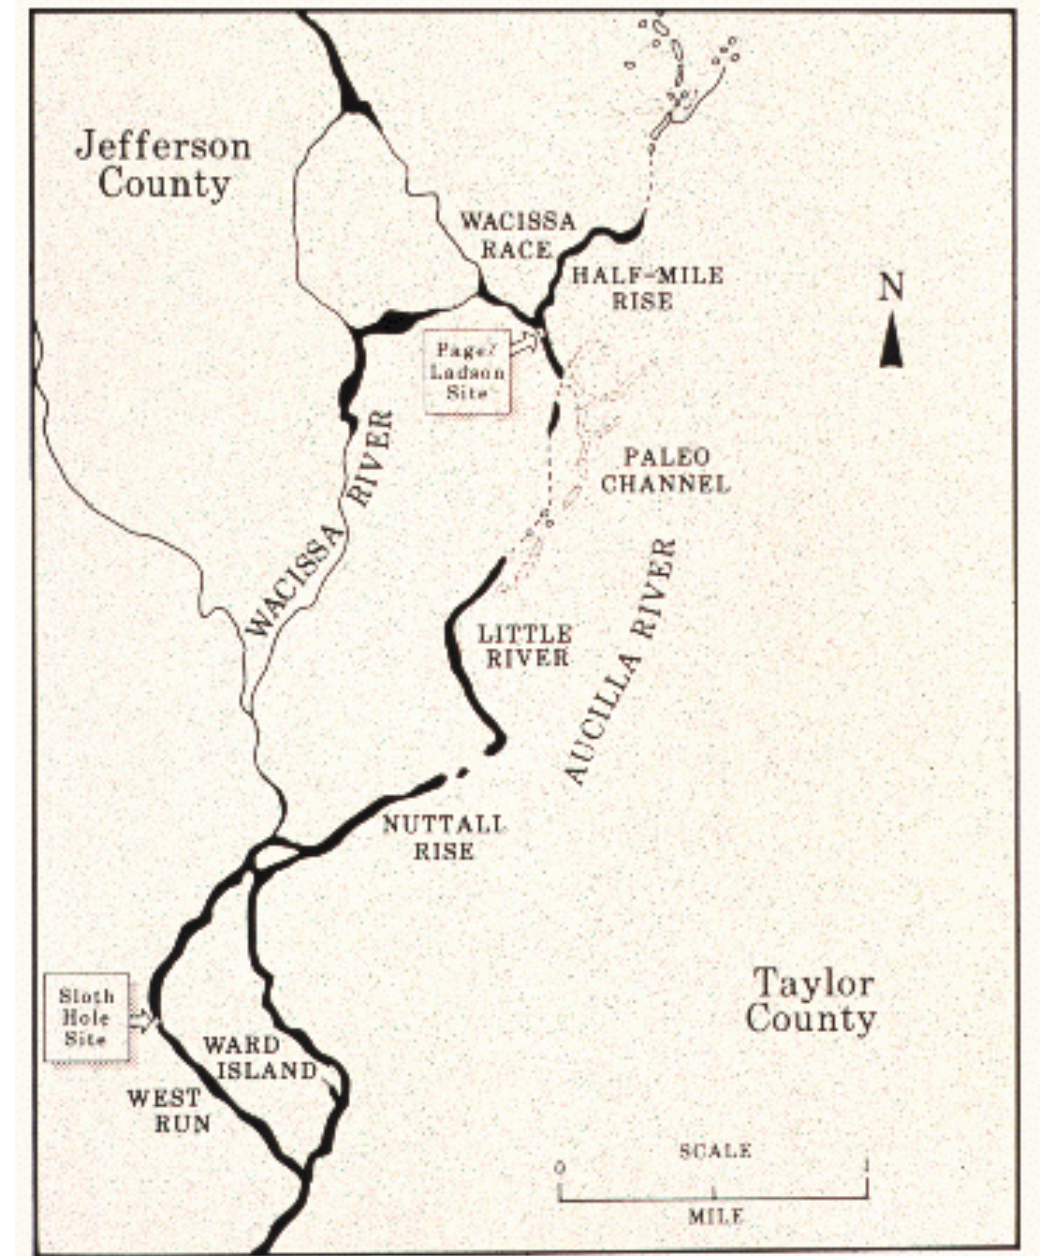 Jefferson
County
WACISSA
RACE
HALF-MILE
RISE
N
Page/
Ladson
Site
PALEO
CHANNEL
WACISSA RIVER
AUCILLA RIVER
LITTLE
RIVER
NUTTALL
RISE
Taylor
County
Sloth
Hole
Site
WARD
ISLAND
WEST
RUN
SCALE
0 1
MILE